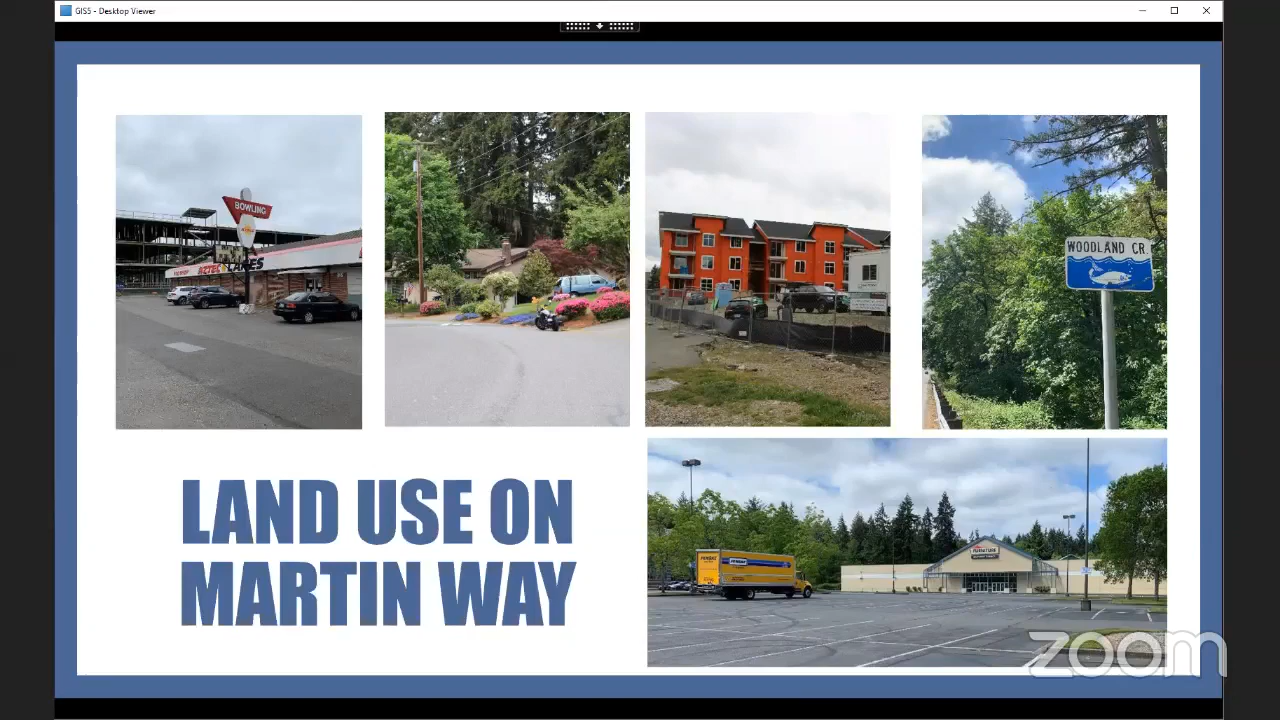 GIS5 - Desktop Viewer
BOWLING
AZTEC LANES
WOODLAND CR.
LAND USE ON
MARTIN WAY
FURNITURE
PENSKE
zoom